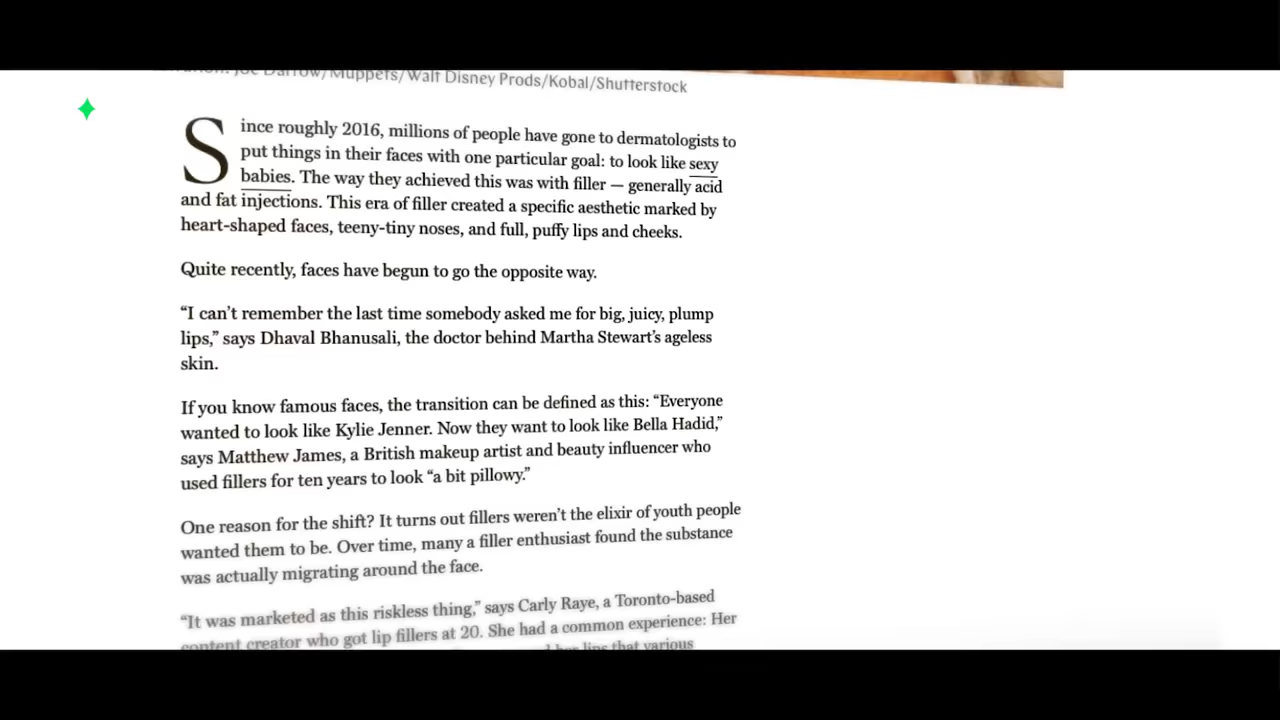 Darrow/Muppets/Walt Disney Prods/Kobal/Shutterstock
Since roughly 2016, millions of people have gone to dermatologists to
put things in their faces with one particular goal: to look like sexy
babies. The way they achieved this was with filler — generally acid
and fat injections. This era of filler created a specific aesthetic marked by
heart-shaped faces, teeny-tiny noses, and full, puffy lips and cheeks.
Quite recently, faces have begun to go the opposite way.
“I can’t remember the last time somebody asked me for big, juicy, plump
lips,” says Dhaval Bhanusali, the doctor behind Martha Stewart’s ageless
skin.
If you know famous faces, the transition can be defined as this: “Everyone
wanted to look like Kylie Jenner. Now they want to look like Bella Hadid,”
says Matthew James, a British makeup artist and beauty influencer who
used fillers for ten years to look “a bit pillowy.”
One reason for the shift? It turns out fillers weren’t the elixir of youth people
wanted them to be. Over time, many a filler enthusiast found the substance
was actually migrating around the face.
“It was marketed as this riskless thing,” says Carly Raye, a Toronto-based
content creator who got lip fillers at 20. She had a common experience: Her
her lips that various